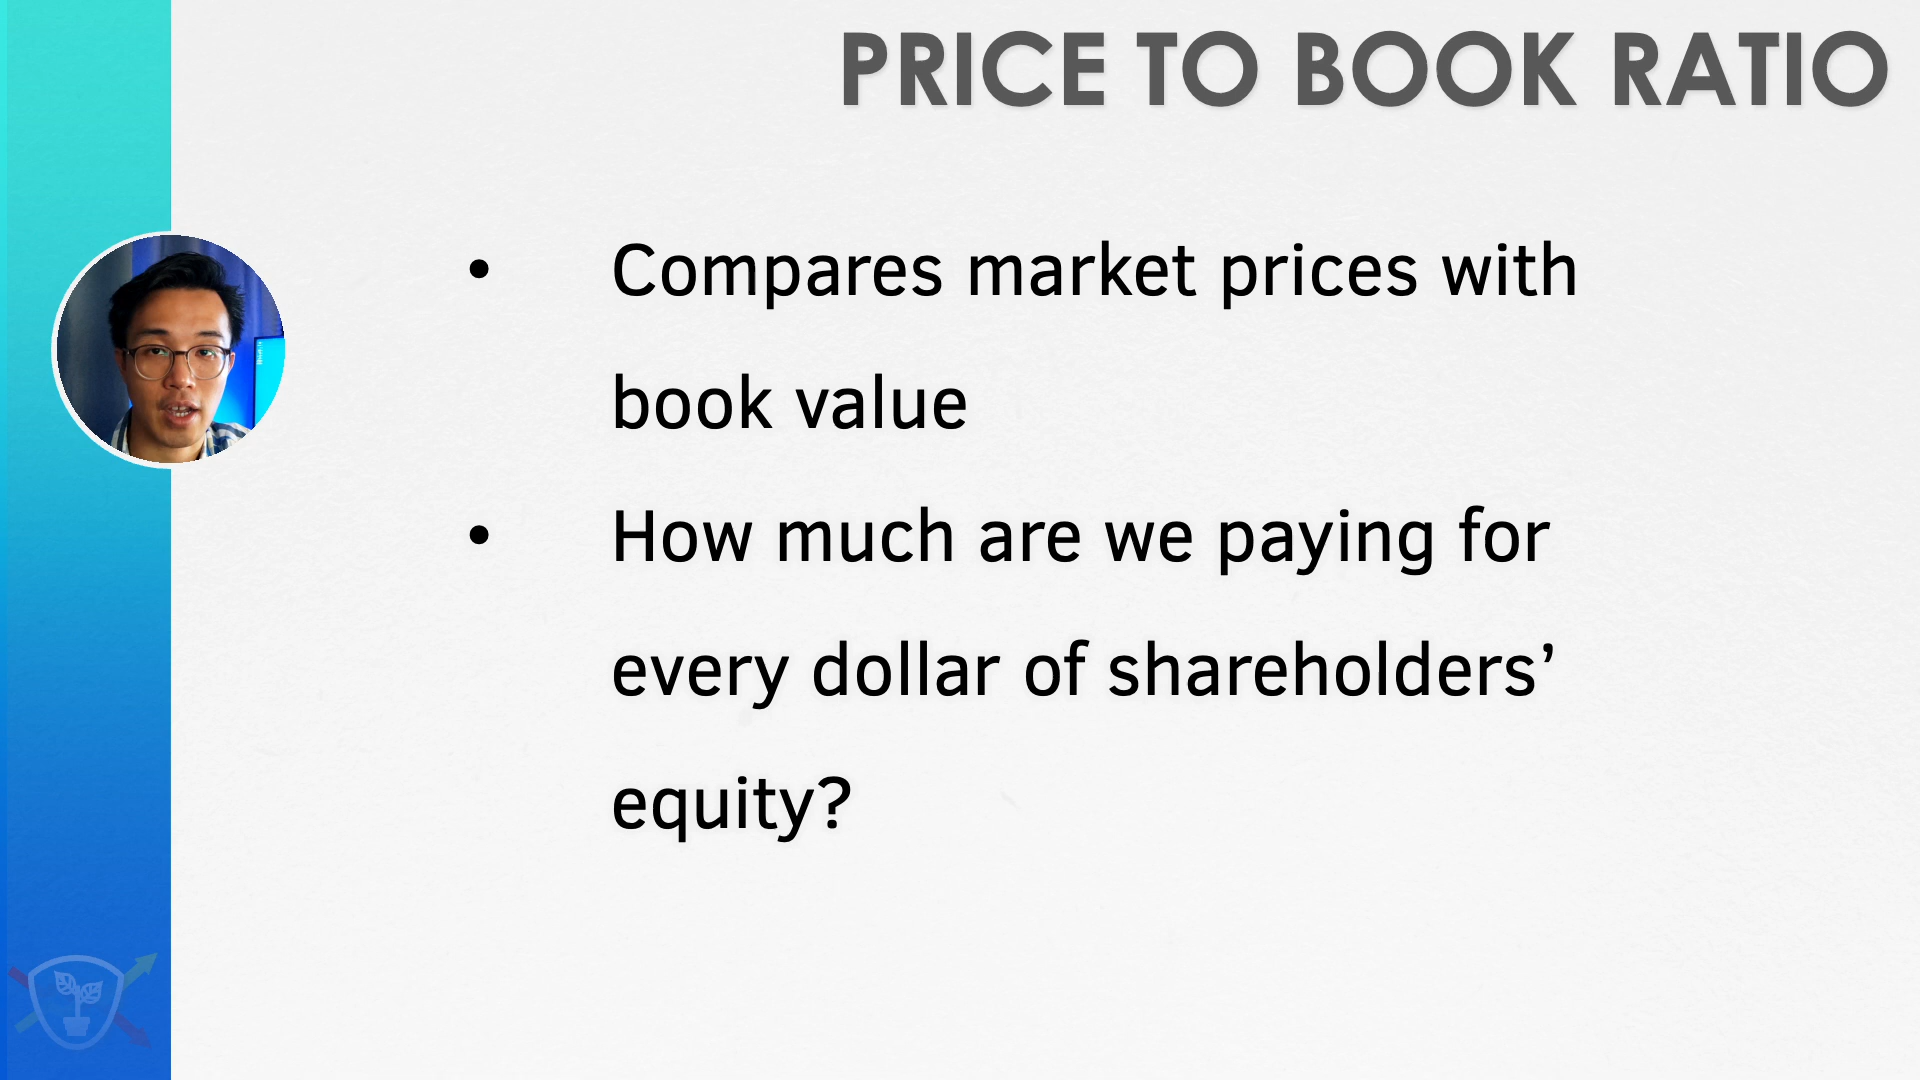 PRICE TO BOOK RATIO
• Compares market prices with
book value
• How much are we paying for
every dollar of shareholders’
equity?